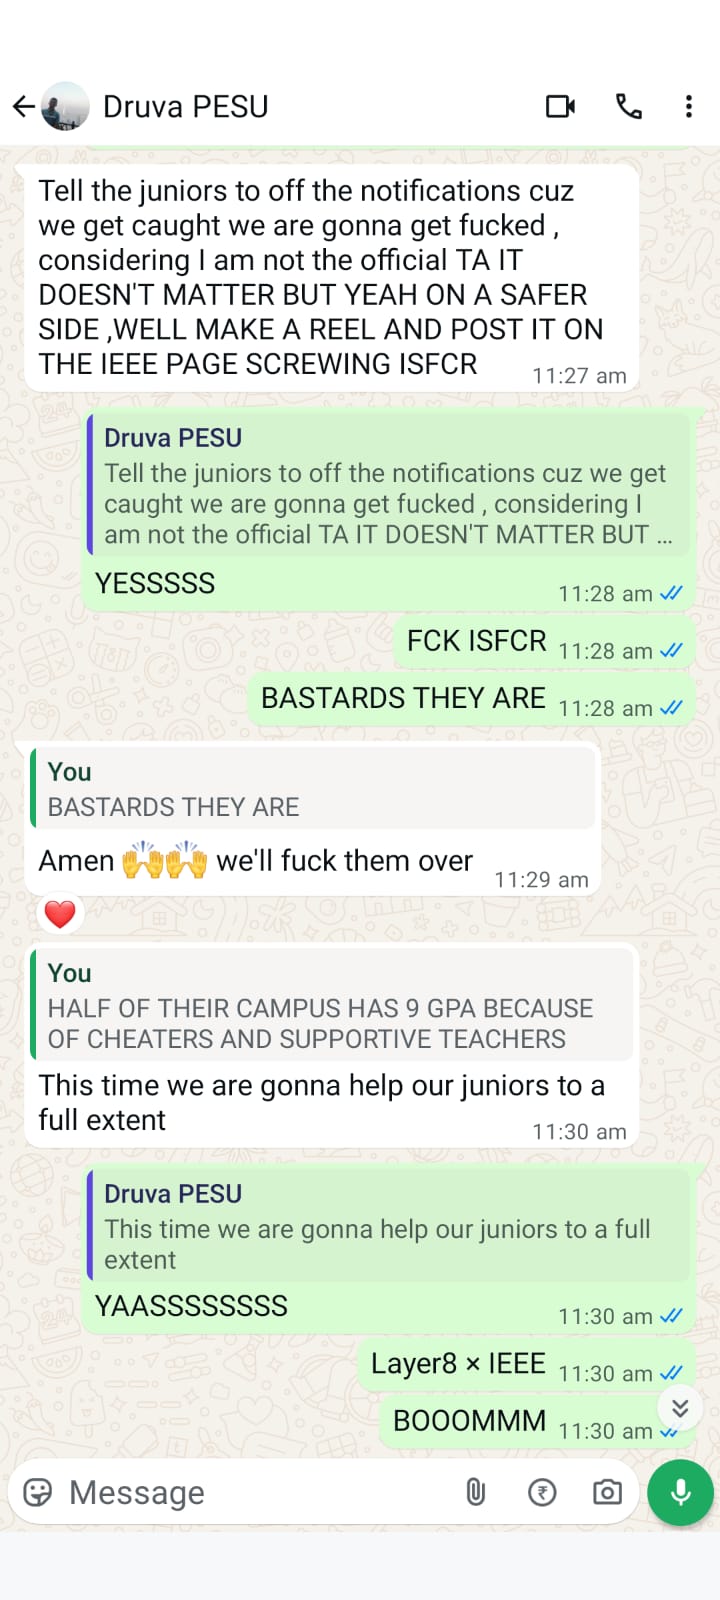 Druva PESU
Tell the juniors to off the notifications cuz
we get caught we are gonna get fucked ,
considering I am not the official TA IT
DOESN'T MATTER BUT YEAH ON A SAFER
SIDE ,WELL MAKE A REEL AND POST IT ON
THE IEEE PAGE SCREWING ISFCR
11:27 am
Druva PESU
Tell the juniors to off the notifications cuz we get
caught we are gonna get fucked , considering I
am not the official TA IT DOESN'T MATTER BUT ...
YESSSSS
11:28 am
FCK ISFCR 11:28 am
BASTARDS THEY ARE 11:28 am
You
BASTARDS THEY ARE
Amen 🙌🙌 we'll fuck them over
11:29 am
❤️
You
HALF OF THEIR CAMPUS HAS 9 GPA BECAUSE
OF CHEATERS AND SUPPORTIVE TEACHERS
This time we are gonna help our juniors to a
full extent
11:30 am
Druva PESU
This time we are gonna help our juniors to a full
extent
YAASSSSSSSS
11:30 am
Layer8 × IEEE 11:30 am
BOOOMMM 11:30 am
Message